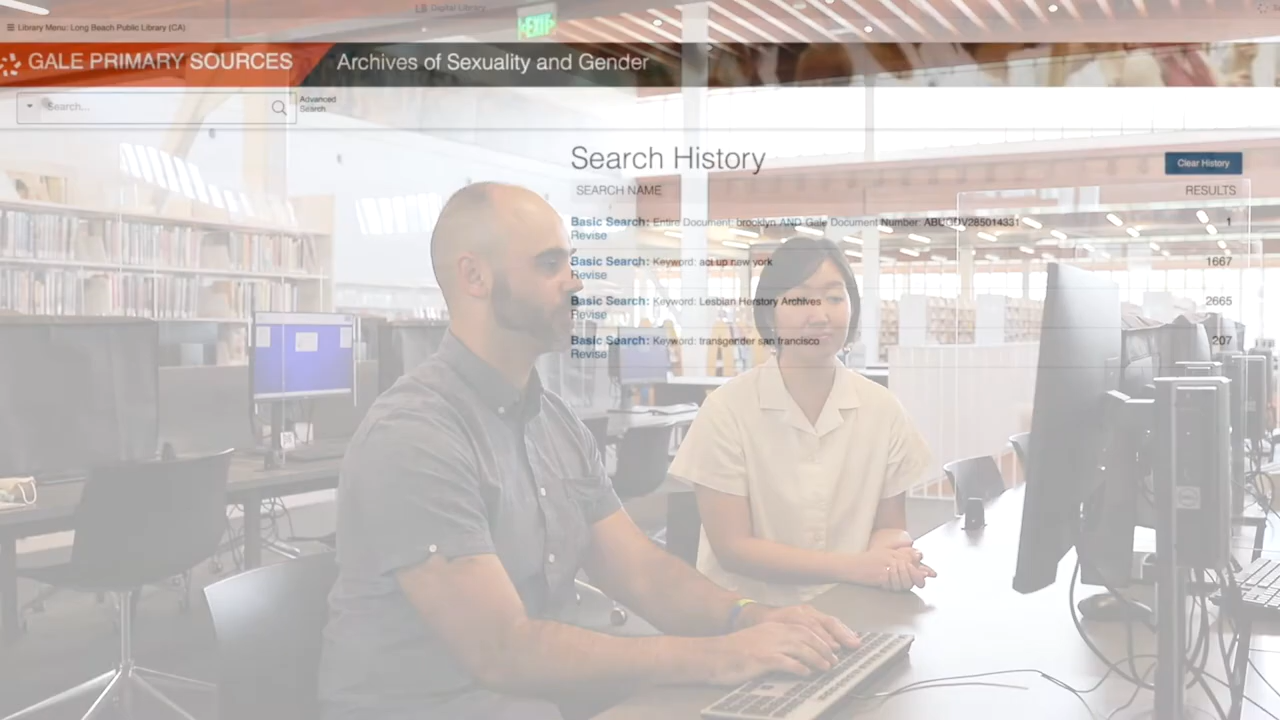 Digital Library
EXIT
Library Menu: Long Beach Public Library (CA)
GALE PRIMARY SOURCES
Archives of Sexuality and Gender
Search...
Advanced
Search
Search History
Clear History
SEARCH NAME
RESULTS
Basic Search: Entire Document: brooklyn AND Gale Document Number: ABUGDV285014331
1
Revise
Basic Search: Keyword: act up new york
1667
Revise
Basic Search: Keyword: Lesbian Herstory Archives
2665
Revise
Basic Search: Keyword: transgender san francisco
207
Revise